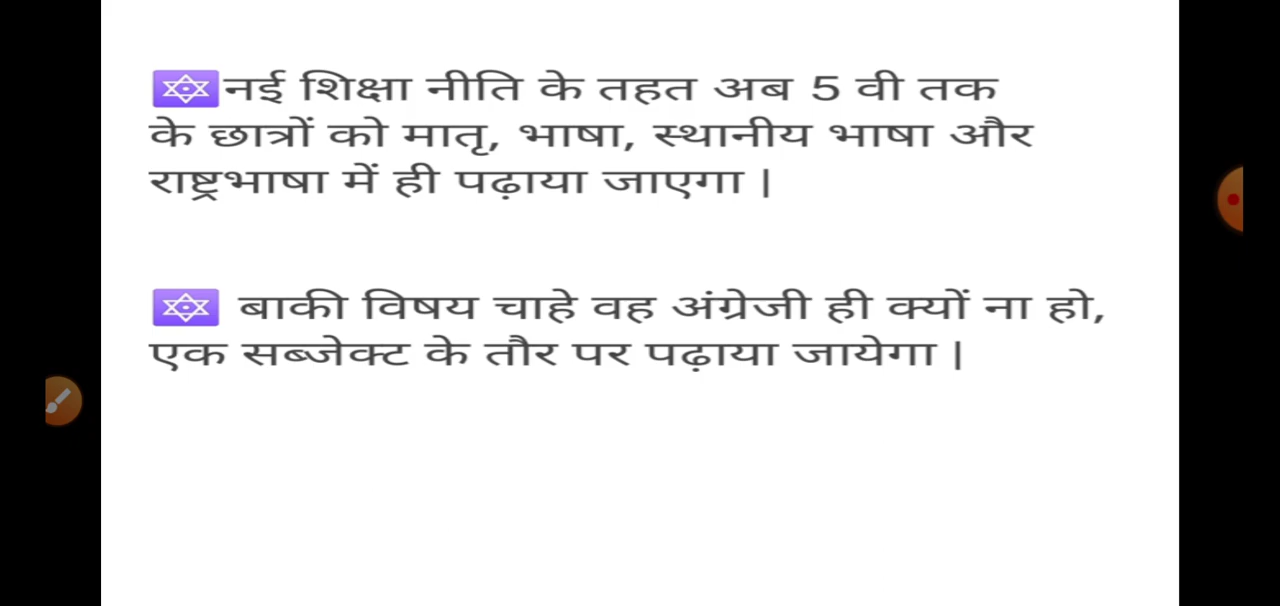 🔯नई शिक्षा नीति के तहत अब 5 वी तक
के छात्रों को मातृ, भाषा, स्थानीय भाषा और
राष्ट्रभाषा में ही पढ़ाया जाएगा |
🔯 बाकी विषय चाहे वह अंग्रेजी ही क्यों ना हो,
एक सब्जेक्ट के तौर पर पढ़ाया जायेगा |